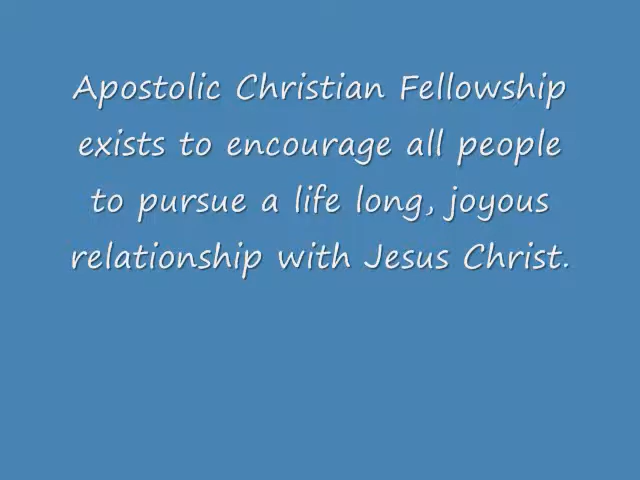 Apostolic Christian Fellowship
exists to encourage all people
to pursue a life long, joyous
relationship with Jesus Christ.